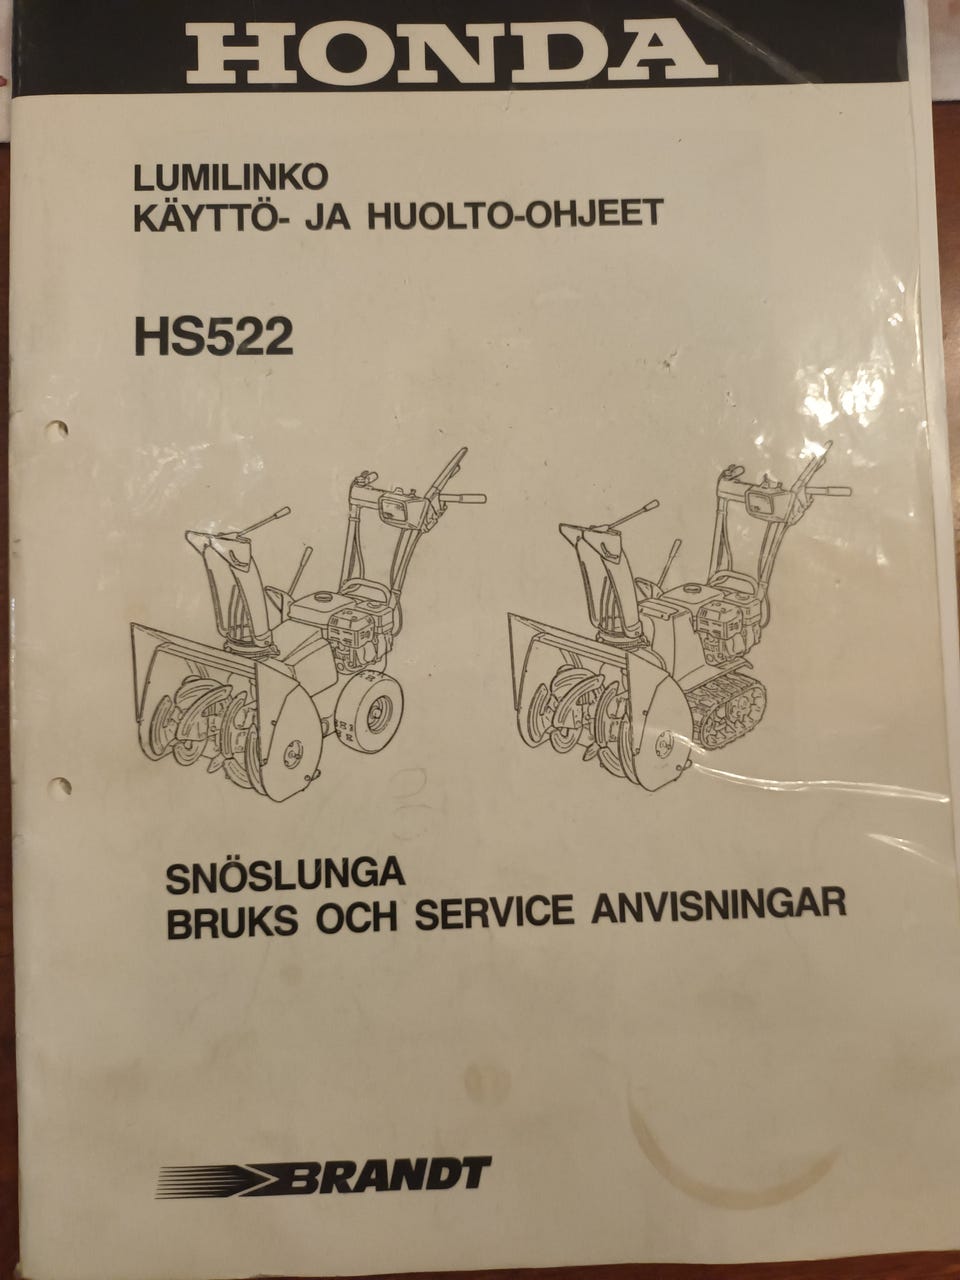 HONDA
LUMILINKO
KÄYTTÖ- JA HUOLTO-OHJEET
HS522
SNÖSLUNGA
BRUKS OCH SERVICE ANVISNINGAR
BRANDT